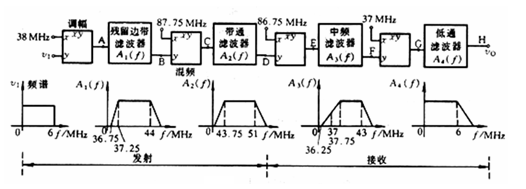 调幅
38 MHz
x
xy
y
υ₁
A
残留边带
滤波器
A₁(f)
B
87.75 MHz
x
xy
y
混频
C
带通
滤波器
A₂(f)
D
86.75 MHz
x
xy
y
E
中频
滤波器
A₃(f)
F
37 MHz
x
xy
y
G
低通
滤波器
A₄(f)
H
υO
υ₁ 频谱
0
6 f/MHz
A₁(f)
0
36.75
37.25
44 f/MHz
A₂(f)
0
43.75
51 f/MHz
A₃(f)
0
36.25
37
37.75
43 f/MHz
A₄(f)
0
6
f/MHz
发射
接收